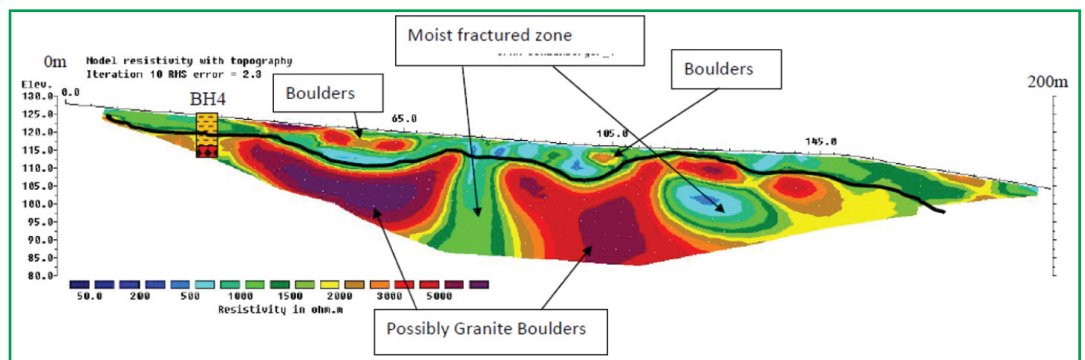 Moist fractured zone
0m
Model resistivity with topography
Iteration 10 RMS error = 2.3
Boulders
Boulders
200m
Elev.
0.0
BH4
65.0
105.0
145.0
130.0
125.0
120.0
115.0
110.0
105.0
100.0
95.0
90.0
85.0
80.0
50.0 200 500 1000 1500 2000 3000 5000
Resistivity in ohm.m
Possibly Granite Boulders